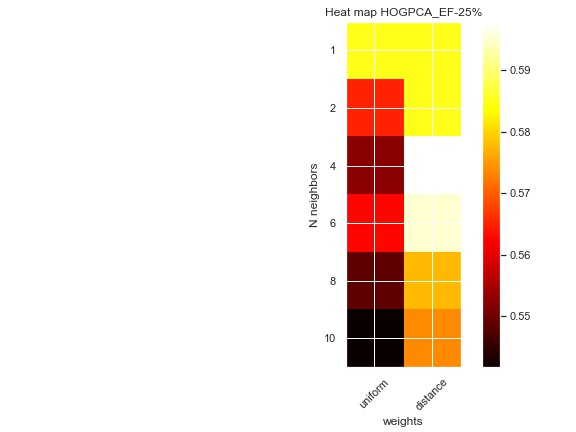 Heat map HOGPCA_EF-25%
1
2
4
6
8
10
N neighbors
uniform
distance
weights
0.59
0.58
0.57
0.56
0.55